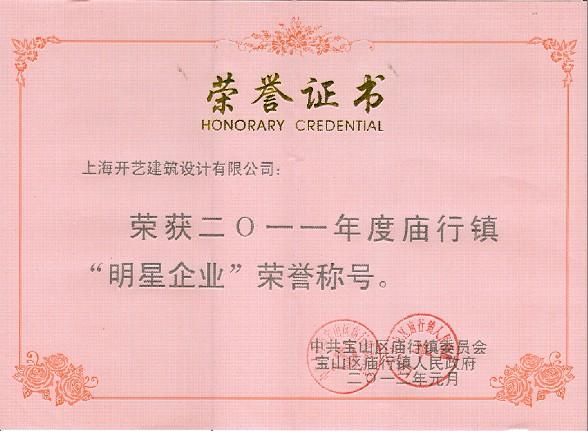 荣誉证书
HONORARY CREDENTIAL
上海开艺建筑设计有限公司:
荣获二〇一一年度庙行镇
“明星企业”荣誉称号。
中共宝山区庙行镇委员会
宝山区庙行镇人民政府
二〇一二年元月